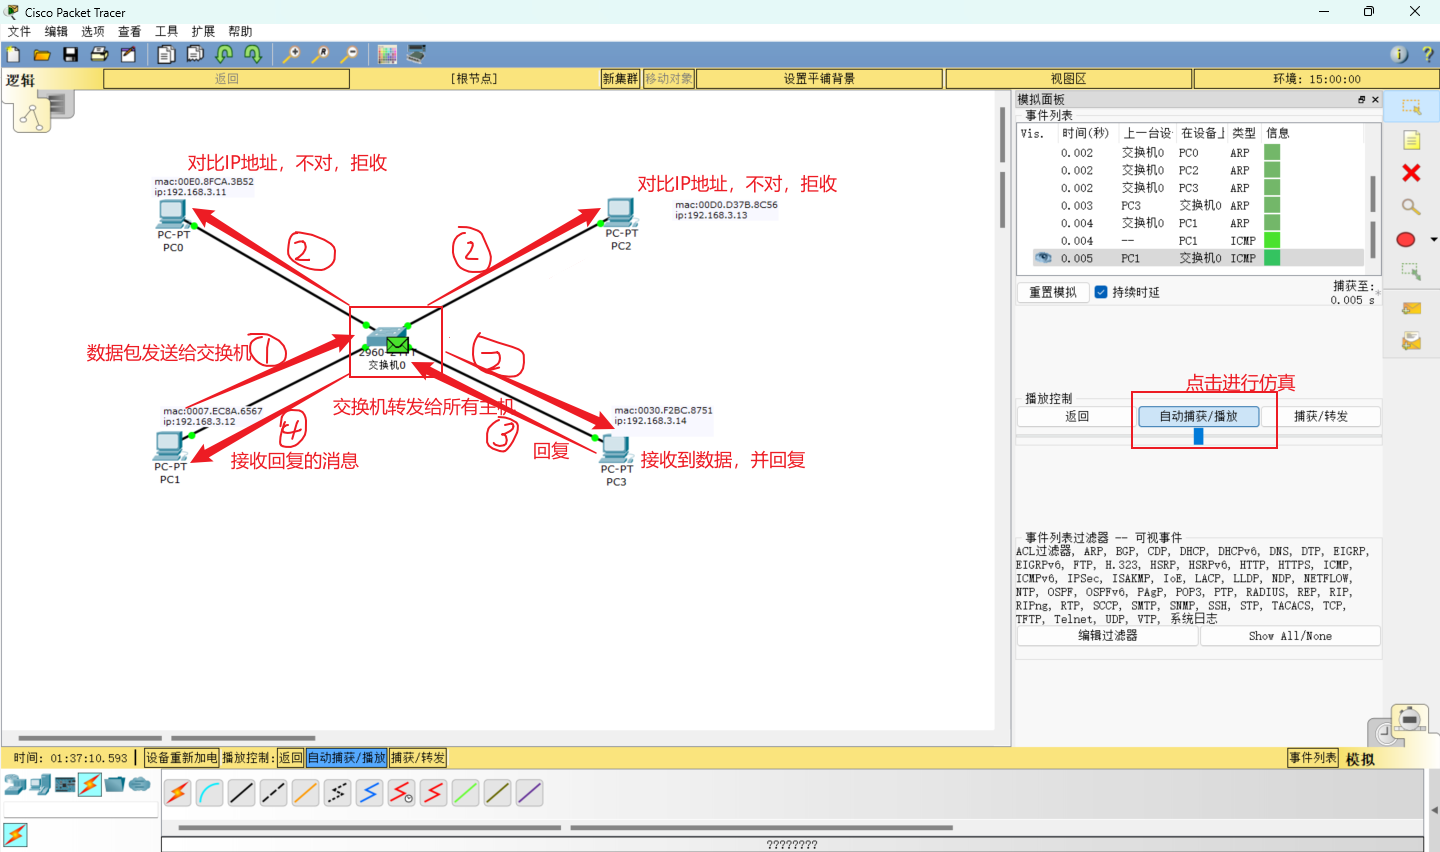 Cisco Packet Tracer
文件 编辑 选项 查看 工具 扩展 帮助
逻辑 返回 [根节点] 新集群 移动对象 设置平铺背景 视图区 环境: 15:00:00
对比IP地址，不对，拒收
mac:00E0.8FCA.3B52
ip:192.168.3.11
PC-PT
PC0
对比IP地址，不对，拒收
mac:00D0.D37B.8C56
ip:192.168.3.13
PC-PT
PC2
2
2
数据包发送给交换机
1
交换机0
2
交换机转发给所有主机
mac:0007.EC8A.6567
ip:192.168.3.12
PC-PT
PC1
4
接收回复的消息
3
回复
mac:0030.F2BC.8751
ip:192.168.3.14
PC-PT
PC3
接收到数据，并回复
模拟面板
事件列表
Vis. 时间(秒) 上一台设 在设备上 类型 信息
0.002 交换机0 PC0 ARP
0.002 交换机0 PC2 ARP
0.002 交换机0 PC3 ARP
0.003 PC3 交换机0 ARP
0.004 交换机0 PC1 ARP
0.004 -- PC1 ICMP
0.005 PC1 交换机0 ICMP
重置模拟 持续时延 捕获至:
0.005 s
点击进行仿真
播放控制
返回 自动捕获/播放 捕获/转发
事件列表过滤器 -- 可视事件
ACL过滤器, ARP, BGP, CDP, DHCP, DHCPv6, DNS, DTP, EIGRP,
EIGRPv6, FTP, H.323, HSRP, HSRPv6, HTTP, HTTPS, ICMP,
ICMPv6, IPSec, ISAKMP, IoE, LACP, LLDP, NDP, NETFLOW,
NTP, OSPF, OSPFv6, PAgP, POP3, PTP, RADIUS, REP, RIP,
RIPng, RTP, SCCP, SMTP, SNMP, SSH, STP, TACACS, TCP,
TFTP, Telnet, UDP, VTP, 系统日志
编辑过滤器 Show All/None
时间: 01:37:10.593 设备重新加电 播放控制: 返回 自动捕获/播放 捕获/转发 事件列表 模拟
????????